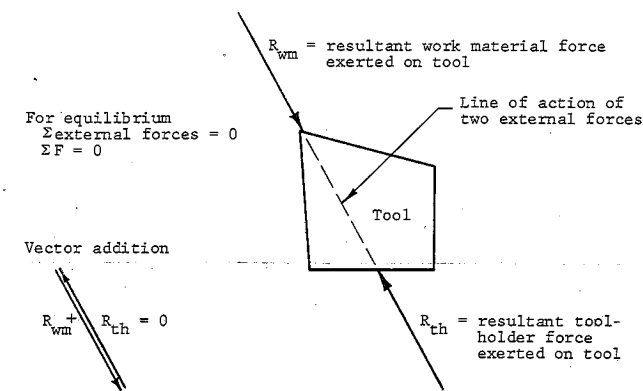 R_wm = resultant work material force
exerted on tool
Line of action of
two external forces
For equilibrium
Σexternal forces = 0
ΣF = 0
Tool
Vector addition
R_wm + R_th = 0
R_th = resultant tool-
holder force
exerted on tool